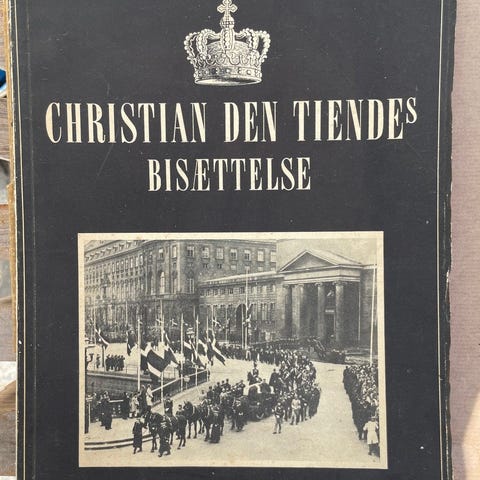 CHRISTIAN DEN TIENDES
BISÆTTELSE